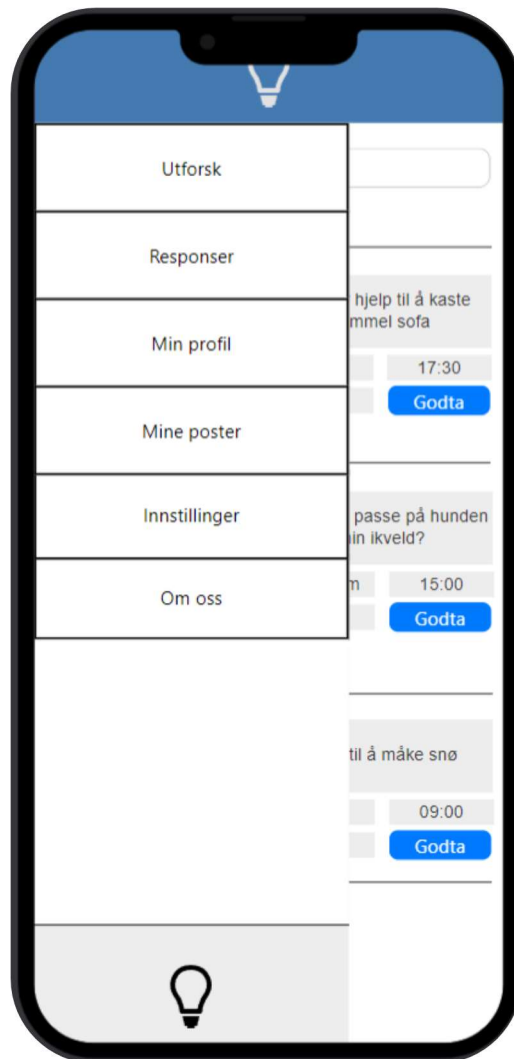 Utforsk
Responser
Min profil
Mine poster
Innstillinger
Om oss
hjelp til å kaste
mmel sofa
17:30
Godta
passe på hunden
in ikveld?
m
15:00
Godta
til å måke snø
09:00
Godta